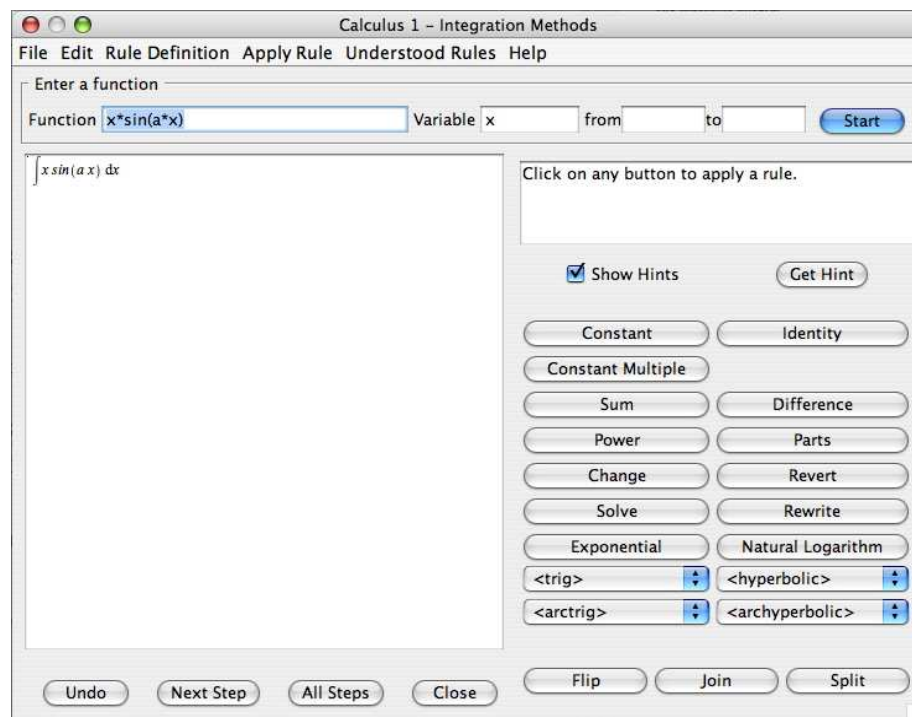 Calculus 1 – Integration Methods
File Edit Rule Definition Apply Rule Understood Rules Help
Enter a function
Function x*sin(a*x) Variable x from to Start
∫x sin(a x) dx
Click on any button to apply a rule.
Show Hints Get Hint
Constant Identity
Constant Multiple
Sum Difference
Power Parts
Change Revert
Solve Rewrite
Exponential Natural Logarithm
<trig> <hyperbolic>
<arctrig> <archyperbolic>
Flip Join Split
Undo Next Step All Steps Close